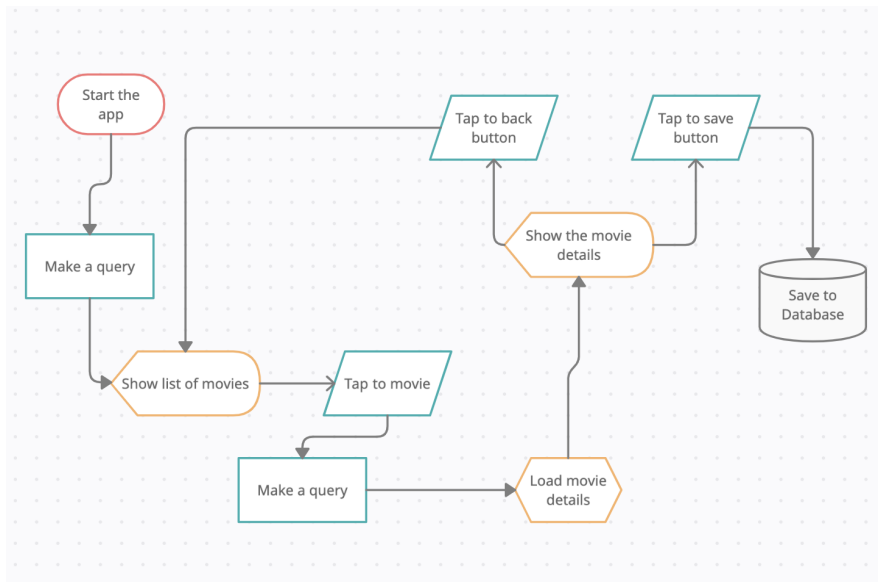 Start the
app
Tap to back
button
Tap to save
button
Make a query
Show the movie
details
Save to
Database
Show list of movies
Tap to movie
Make a query
Load movie
details